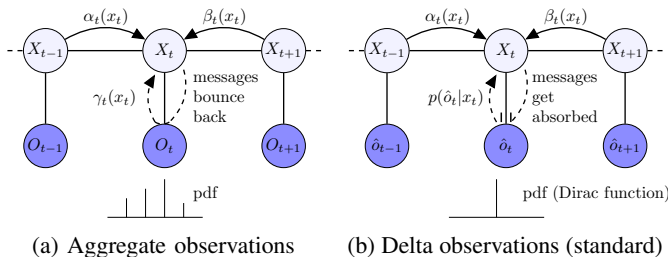 α_t(x_t) β_t(x_t) α_t(x_t) β_t(x_t)
X_{t−1} X_t X_{t+1} X_{t−1} X_t X_{t+1}
γ_t(x_t) messages bounce back p(ô_t|x_t) messages get absorbed
O_{t−1} O_t O_{t+1} ô_{t−1} ô_t ô_{t+1}
pdf pdf (Dirac function)
(a) Aggregate observations (b) Delta observations (standard)